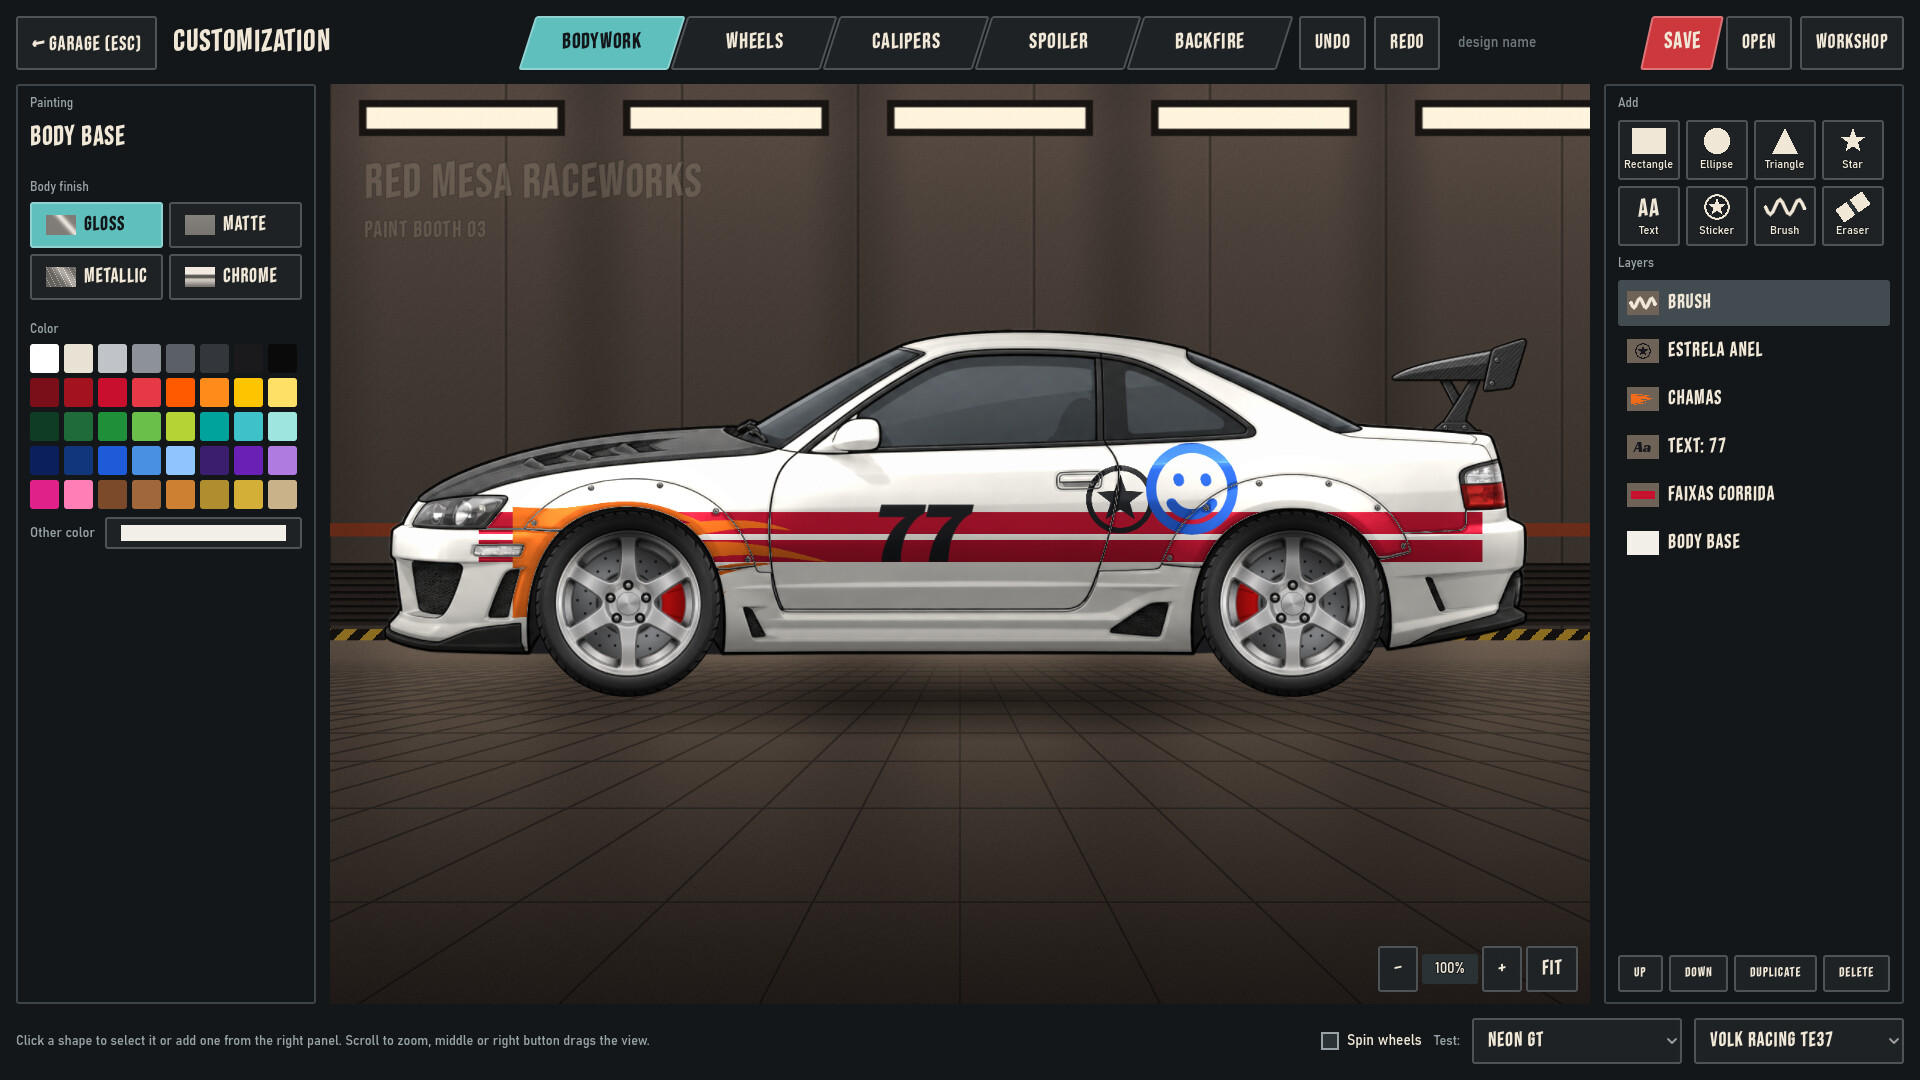 ← GARAGE (ESC)
CUSTOMIZATION
BODYWORK
WHEELS
CALIPERS
SPOILER
BACKFIRE
UNDO
REDO
design name
SAVE
OPEN
WORKSHOP
Painting
BODY BASE
Body finish
GLOSS
MATTE
METALLIC
CHROME
Color
Other color
RED MESA RACEWORKS
PAINT BOOTH 03
77
- 100% + FIT
Add
Rectangle
Ellipse
Triangle
Star
AA
Text
Sticker
Brush
Eraser
Layers
BRUSH
ESTRELA ANEL
CHAMAS
Aa TEXT: 77
FAIXAS CORRIDA
BODY BASE
UP
DOWN
DUPLICATE
DELETE
Click a shape to select it or add one from the right panel. Scroll to zoom, middle or right button drags the view.
Spin wheels
Test:
NEON GT
VOLK RACING TE37